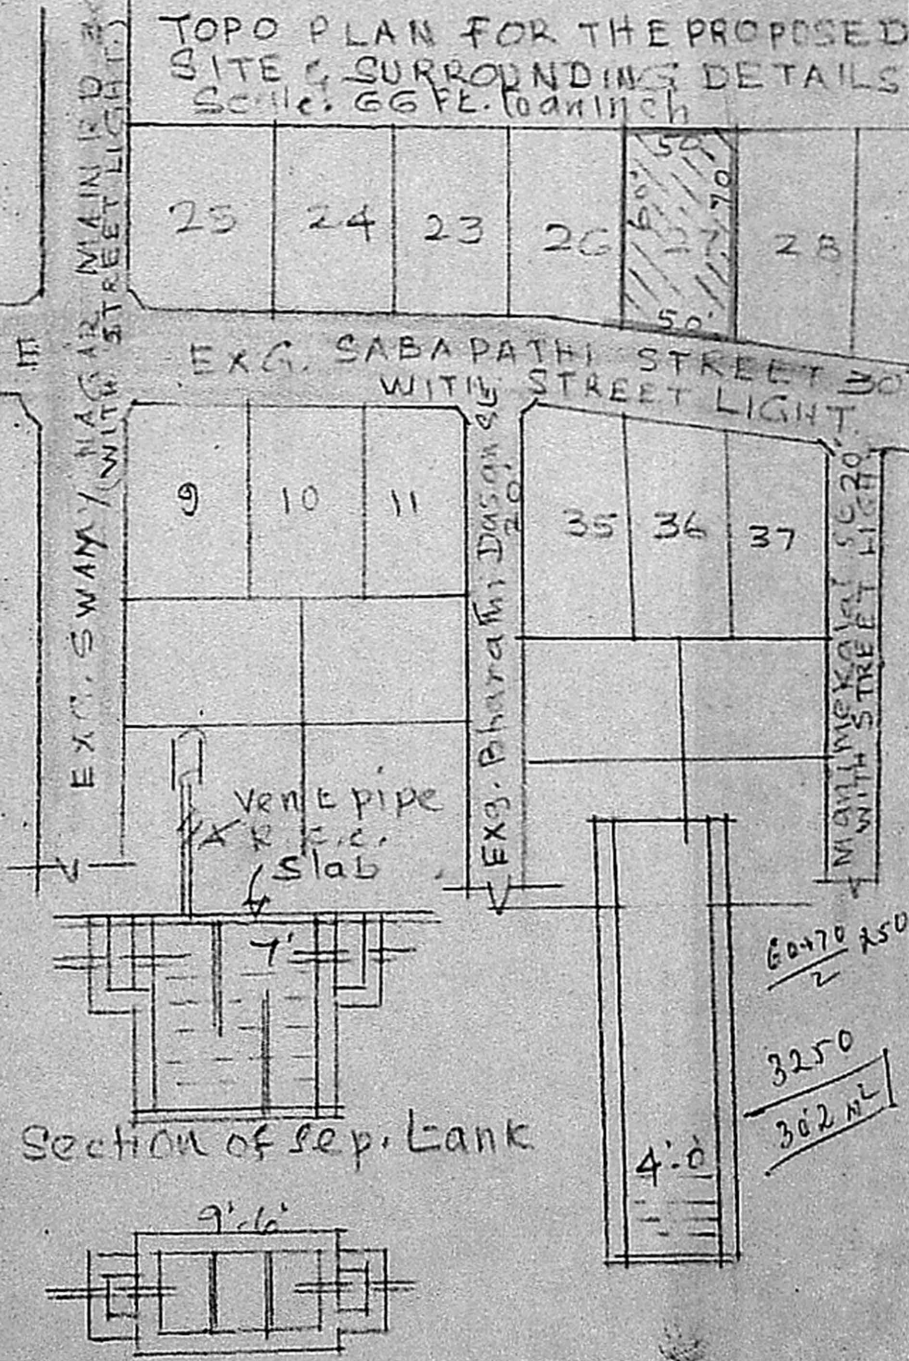 TOPO PLAN FOR THE PROPOSED
SITE & SURROUNDING DETAILS
Scale. 66 Ft. to an inch
EXG. SWAMY NAGAR MAIN RD
(WITH STREET LIGHT)
25
24
23
26
50'
60'
27
70'
50'
28
E
EXG. SABAPATHI STREET 30'
WITH STREET LIGHT.
9
10
11
Exg. Bharathi Dasan St
20'
35
36
37
Manimekalai St. 20'
WITH STREET LIGHT
Vent pipe
R.C.C.
Slab
7'
Section of Sep. tank
9'-6"
4'-0
60+70
2
3250
302 m²